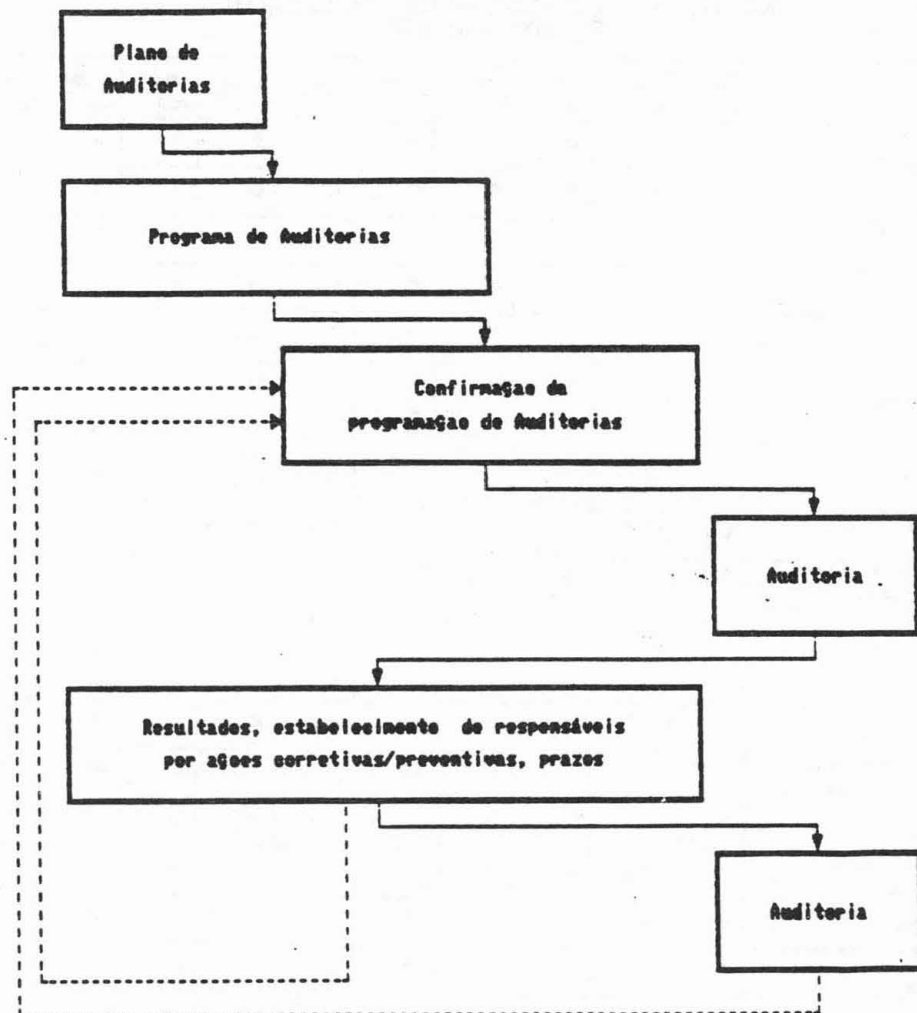 Plano de
Auditorias
Programa de Auditorias
Confirmaçao da
programaçao de Auditorias
Auditoria
Resultados, estabelecimento de responsáveis
por açoes corretivas/preventivas, prazos
Auditoria